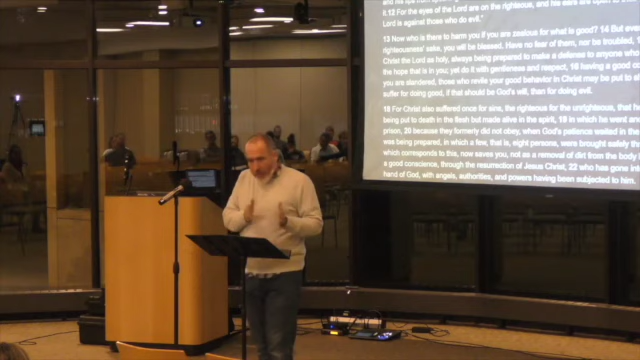 it.12 For the eyes of the Lord are on the righteous, and his ears are open to
Lord is against those who do evil."
13 Now who is there to harm you if you are zealous for what is good? 14 But even
righteousness' sake, you will be blessed. Have no fear of them, nor be troubled, 1
Christ the Lord as holy, always being prepared to make a defense to anyone who
the hope that is in you; yet do it with gentleness and respect, 16 having a good co
you are slandered, those who revile your good behavior in Christ may be put to s
suffer for doing good, if that should be God's will, than for doing evil.
18 For Christ also suffered once for sins, the righteous for the unrighteous, that h
being put to death in the flesh but made alive in the spirit, 19 in which he went an
prison, 20 because they formerly did not obey, when God's patience waited in the
was being prepared, in which a few, that is, eight persons, were brought safely th
which corresponds to this, now saves you, not as a removal of dirt from the body
a good conscience, through the resurrection of Jesus Christ, 22 who has gone int
hand of God, with angels, authorities, and powers having been subjected to him.